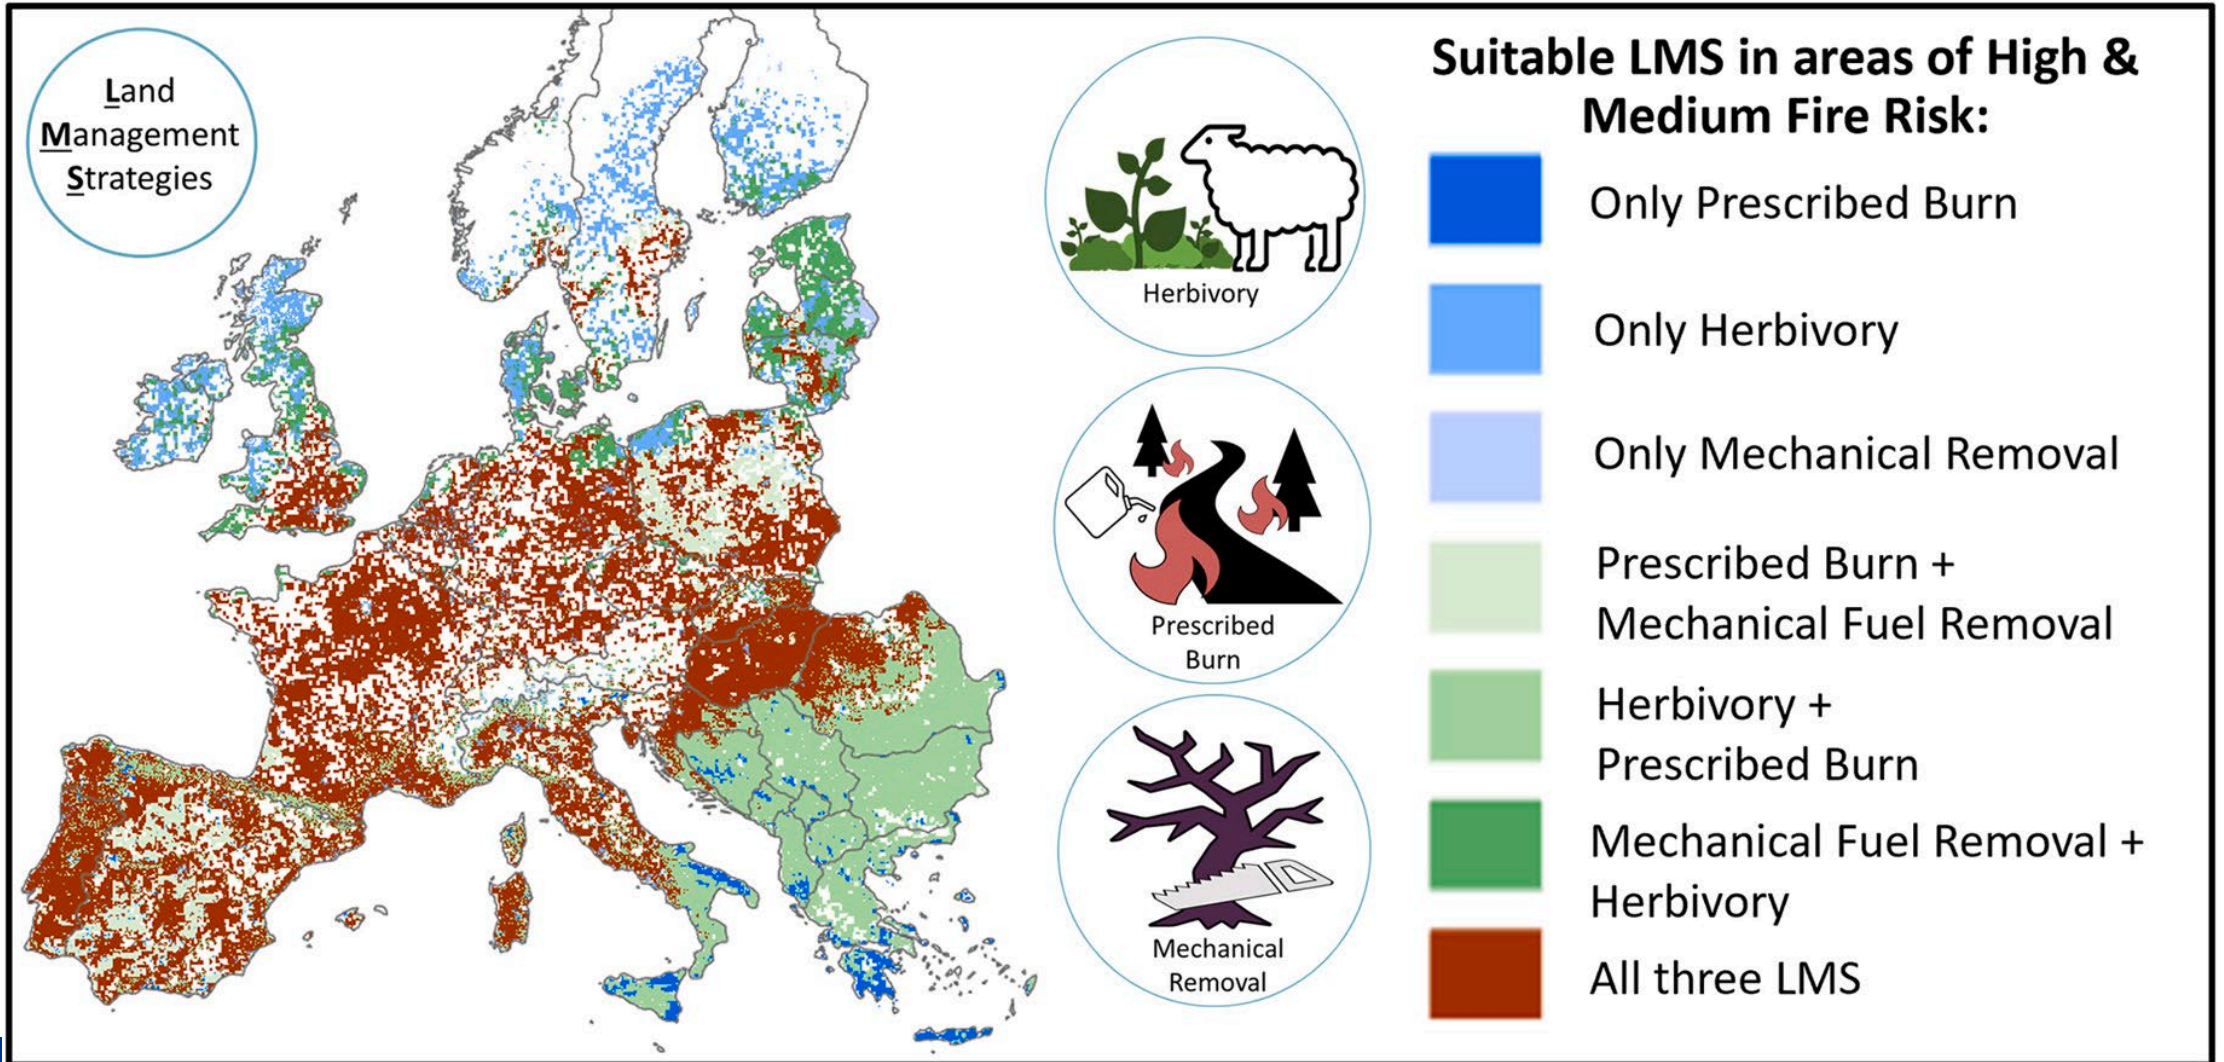 Land
Management
Strategies
Herbivory
Prescribed
Burn
Mechanical
Removal
Suitable LMS in areas of High &
Medium Fire Risk:
Only Prescribed Burn
Only Herbivory
Only Mechanical Removal
Prescribed Burn +
Mechanical Fuel Removal
Herbivory +
Prescribed Burn
Mechanical Fuel Removal +
Herbivory
All three LMS